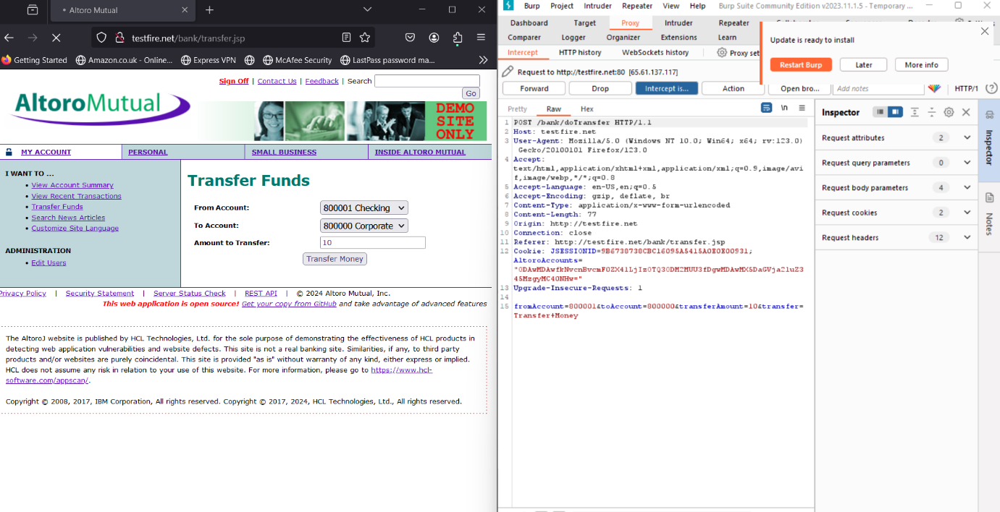 Altoro Mutual
testfire.net/bank/transfer.jsp
Getting Started Amazon.co.uk - Online... Express VPN McAfee Security LastPass password ma...
Sign Off | Contact Us | Feedback | Search
Go
AltoroMutual
DEMO
SITE
ONLY
MY ACCOUNT PERSONAL SMALL BUSINESS INSIDE ALTORO MUTUAL
I WANT TO ...
View Account Summary
View Recent Transactions
Transfer Funds
Search News Articles
Customize Site Language
ADMINISTRATION
Edit Users
Transfer Funds
From Account: 800001 Checking
To Account: 800000 Corporate
Amount to Transfer: 10
Transfer Money
Privacy Policy | Security Statement | Server Status Check | REST API | © 2024 Altoro Mutual, Inc.
This web application is open source! Get your copy from GitHub and take advantage of advanced features
The AltoroJ website is published by HCL Technologies, Ltd. for the sole purpose of demonstrating the effectiveness of HCL products in
detecting web application vulnerabilities and website defects. This site is not a real banking site. Similarities, if any, to third party
products and/or websites are purely coincidental. This site is provided "as is" without warranty of any kind, either express or implied.
HCL does not assume any risk in relation to your use of this website. For more information, please go to https://www.hcl-
software.com/appscan/.
Copyright © 2008, 2017, IBM Corporation, All rights reserved. Copyright © 2017, 2024, HCL Technologies, Ltd., All rights reserved.
Burp Project Intruder Repeater View Help Burp Suite Community Edition v2023.11.1.5 - Temporary ...
Dashboard Target Proxy Intruder Repeater
Comparer Logger Organizer Extensions Learn
Intercept HTTP history WebSockets history Proxy set
Update is ready to install
Restart Burp Later More info
Request to http://testfire.net:80 [65.61.137.117]
Forward Drop Intercept is... Action Open bro... Add notes HTTP/1
Pretty Raw Hex \n
1 POST /bank/doTransfer HTTP/1.1
2 Host: testfire.net
3 User-Agent: Mozilla/5.0 (Windows NT 10.0; Win64; x64; rv:123.0)
Gecko/20100101 Firefox/123.0
4 Accept:
text/html,application/xhtml+xml,application/xml;q=0.9,image/avi
f,image/webp,*/*;q=0.8
5 Accept-Language: en-US,en;q=0.5
6 Accept-Encoding: gzip, deflate, br
7 Content-Type: application/x-www-form-urlencoded
8 Content-Length: 77
9 Origin: http://testfire.net
10 Connection: close
11 Referer: http://testfire.net/bank/transfer.jsp
12 Cookie: JSESSIONID=9B6738738CBC16095A5415A0E0E00931;
AltoroAccounts=
13 Upgrade-Insecure-Requests: 1
14
15 fromAccount=800001&toAccount=800000&transferAmount=10&transfer=
Transfer+Money
Inspector
Request attributes 2
Request query parameters 0
Request body parameters 4
Request cookies 2
Request headers 12
Inspector
Notes